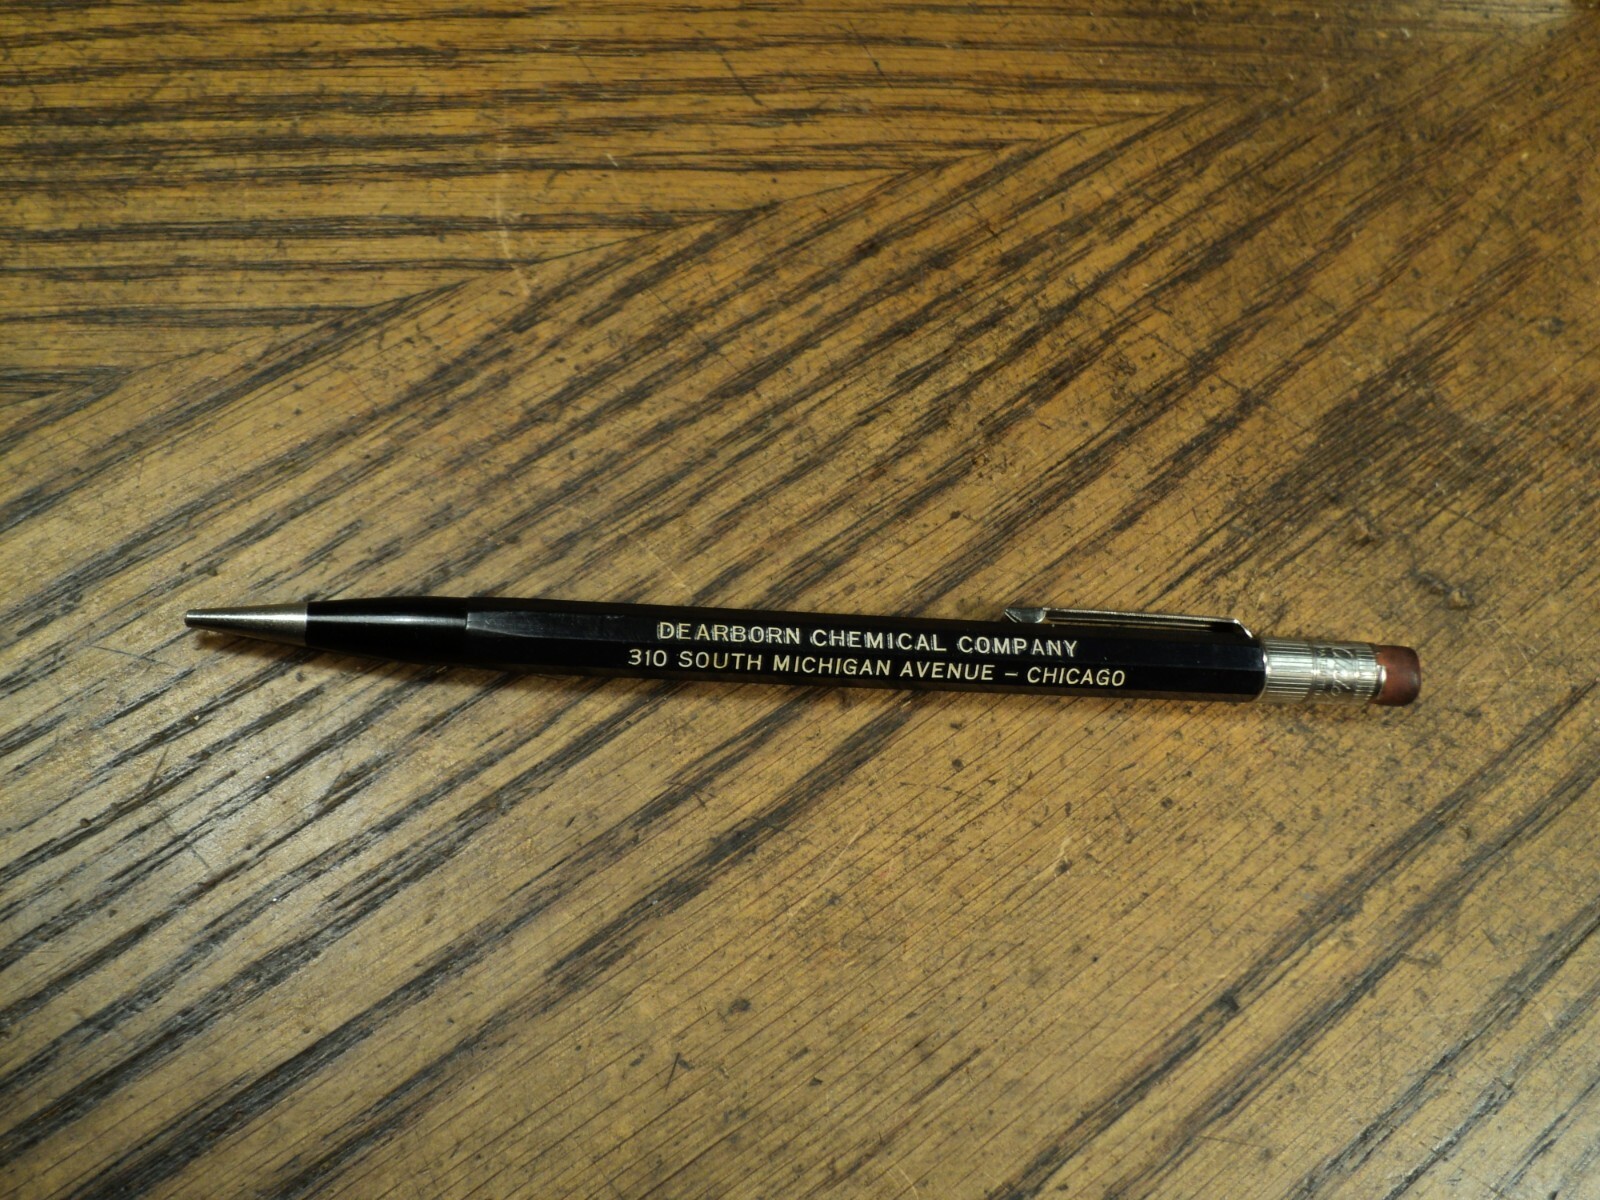 DEARBORN CHEMICAL COMPANY
310 SOUTH MICHIGAN AVENUE – CHICAGO